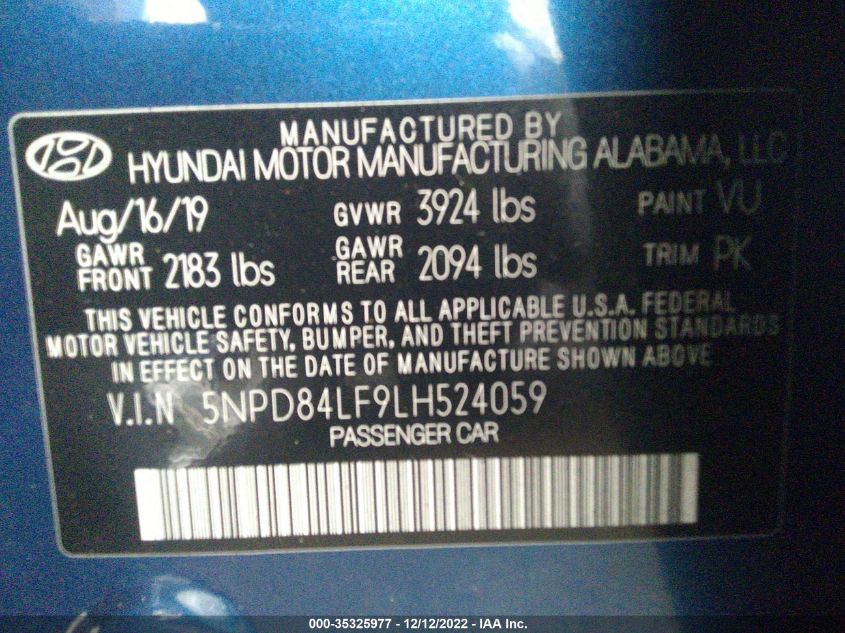 MANUFACTURED BY
HYUNDAI MOTOR MANUFACTURING ALABAMA, LLC
Aug/16/19 GVWR 3924 lbs PAINT VU
GAWR FRONT 2183 lbs GAWR REAR 2094 lbs TRIM PK
THIS VEHICLE CONFORMS TO ALL APPLICABLE U.S.A. FEDERAL
MOTOR VEHICLE SAFETY, BUMPER, AND THEFT PREVENTION STANDARDS
IN EFFECT ON THE DATE OF MANUFACTURE SHOWN ABOVE
V.I.N 5NPD84LF9LH524059
PASSENGER CAR
000-35325977 - 12/12/2022 - IAA Inc.